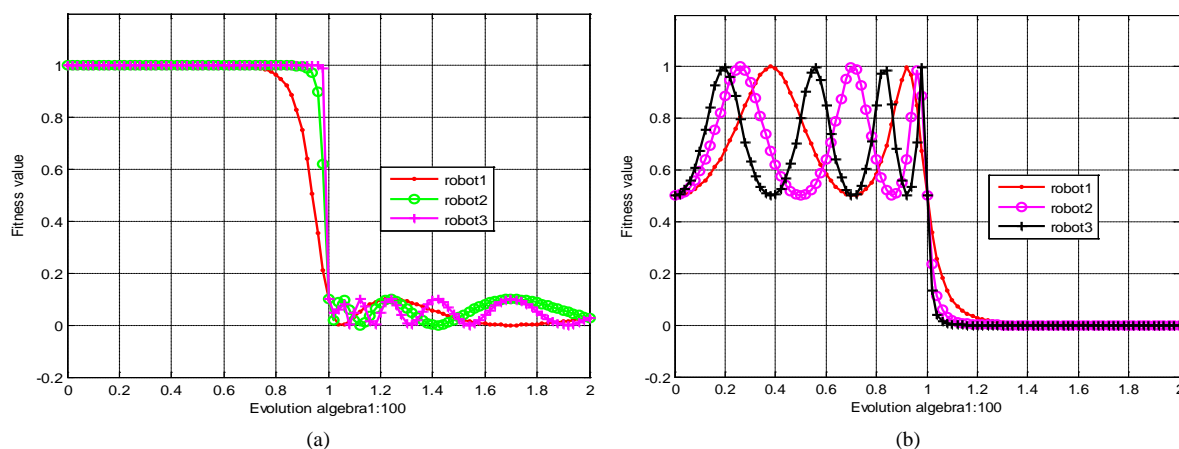 1
0.8
0.6
0.4
0.2
0
-0.2
Fitness value
robot1
robot2
robot3
0 0.2 0.4 0.6 0.8 1 1.2 1.4 1.6 1.8 2
Evolution algebra1:100
(a)
1
0.8
0.6
0.4
0.2
0
-0.2
Fitness value
robot1
robot2
robot3
0 0.2 0.4 0.6 0.8 1 1.2 1.4 1.6 1.8 2
Evolution algebra1:100
(b)